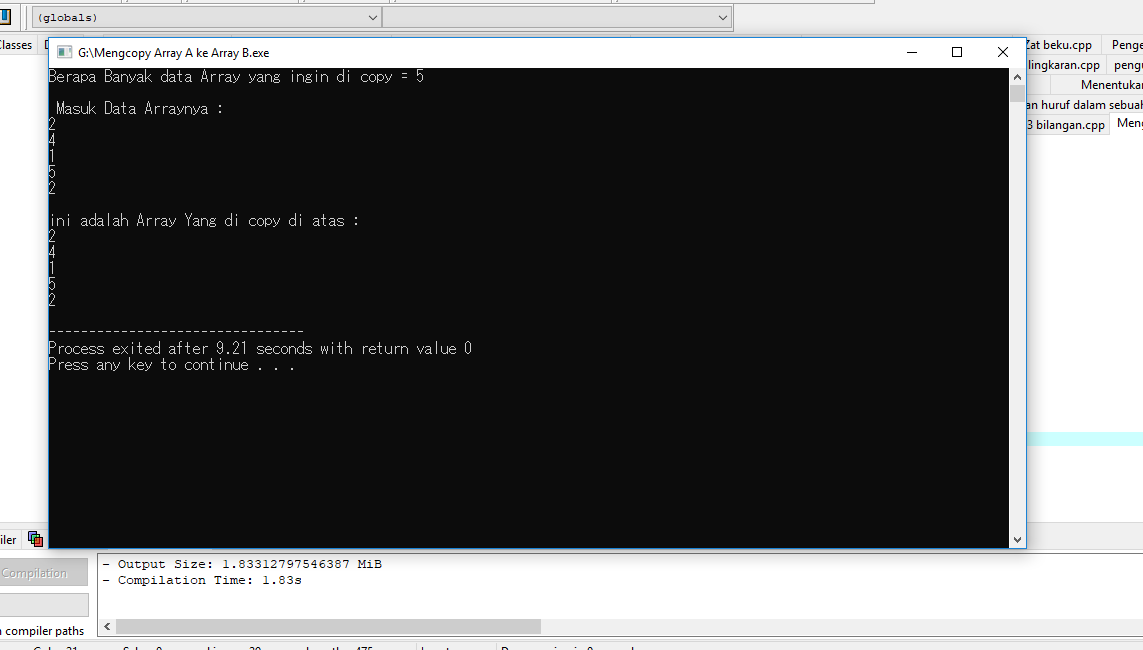 (globals)
Classes
Zat beku.cpp
lingkaran.cpp
Menentukan
an huruf dalam sebuah
3 bilangan.cpp
G:\Mengcopy Array A ke Array B.exe
Berapa Banyak data Array yang ingin di copy = 5
Masuk Data Arraynya :
2
4
1
5
2
ini adalah Array Yang di copy di atas :
2
4
1
5
2
--------------------------------
Process exited after 9.21 seconds with return value 0
Press any key to continue . . .
Compilation
compiler paths
- Output Size: 1.83312797546387 MiB
- Compilation Time: 1.83s